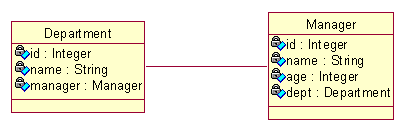 Department
id : Integer
name : String
manager : Manager
Manager
id : Integer
name : String
age : Integer
dept : Department